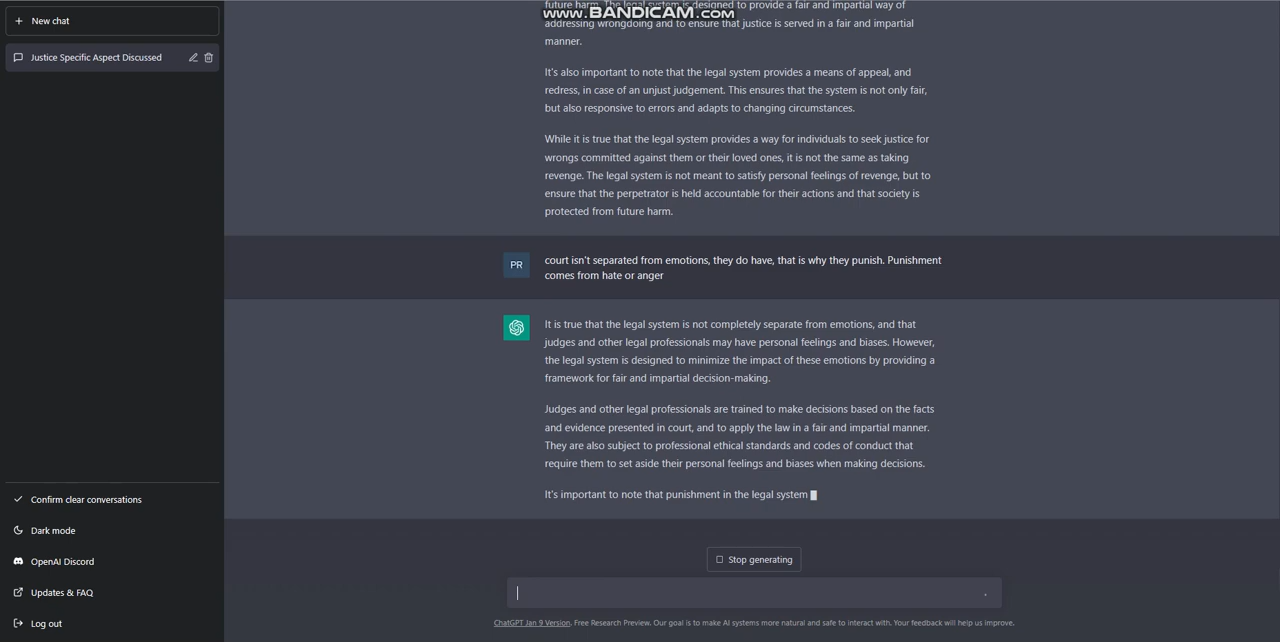 New chat
Justice Specific Aspect Discussed
www.BANDICAM.com
future harm. The legal system is designed to provide a fair and impartial way of
addressing wrongdoing and to ensure that justice is served in a fair and impartial
manner.
It's also important to note that the legal system provides a means of appeal, and
redress, in case of an unjust judgement. This ensures that the system is not only fair,
but also responsive to errors and adapts to changing circumstances.
While it is true that the legal system provides a way for individuals to seek justice for
wrongs committed against them or their loved ones, it is not the same as taking
revenge. The legal system is not meant to satisfy personal feelings of revenge, but to
ensure that the perpetrator is held accountable for their actions and that society is
protected from future harm.
PR
court isn't separated from emotions, they do have, that is why they punish. Punishment
comes from hate or anger
It is true that the legal system is not completely separate from emotions, and that
judges and other legal professionals may have personal feelings and biases. However,
the legal system is designed to minimize the impact of these emotions by providing a
framework for fair and impartial decision-making.
Judges and other legal professionals are trained to make decisions based on the facts
and evidence presented in court, and to apply the law in a fair and impartial manner.
They are also subject to professional ethical standards and codes of conduct that
require them to set aside their personal feelings and biases when making decisions.
It's important to note that punishment in the legal system
Confirm clear conversations
Dark mode
OpenAI Discord
Updates & FAQ
Log out
Stop generating
ChatGPT Jan 9 Version. Free Research Preview. Our goal is to make AI systems more natural and safe to interact with. Your feedback will help us improve.